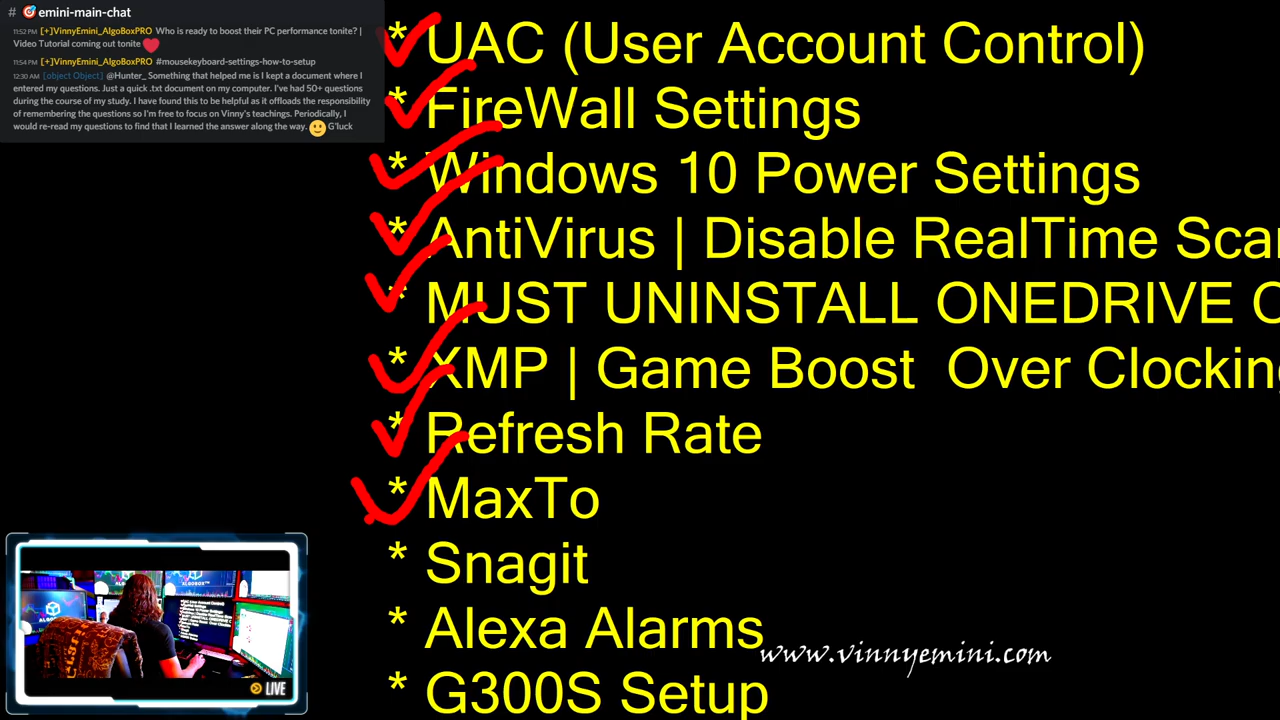 # emini-main-chat
11:52 PM [+]VinnyEmini_AlgoBoxPRO Who is ready to boost their PC performance tonite? |
Video Tutorial coming out tonite
11:54 PM [+]VinnyEmini_AlgoBoxPRO #mousekeyboard-settings-how-to-setup
12:30 AM [object Object] @Hunter_ Something that helped me is I kept a document where I
entered my questions. Just a quick .txt document on my computer. I've had 50+ questions
during the course of my study. I have found this to be helpful as it offloads the responsibility
of remembering the questions so I'm free to focus on Vinny's teachings. Periodically, I
would re-read my questions to find that I learned the answer along the way. G'luck
* UAC (User Account Control)
* FireWall Settings
* Windows 10 Power Settings
* AntiVirus | Disable RealTime Scan
* MUST UNINSTALL ONEDRIVE
* XMP | Game Boost Over Clocking
* Refresh Rate
* MaxTo
* Snagit
* Alexa Alarms
www.vinnyemini.com
* G300S Setup
ALGOBOX
LIVE